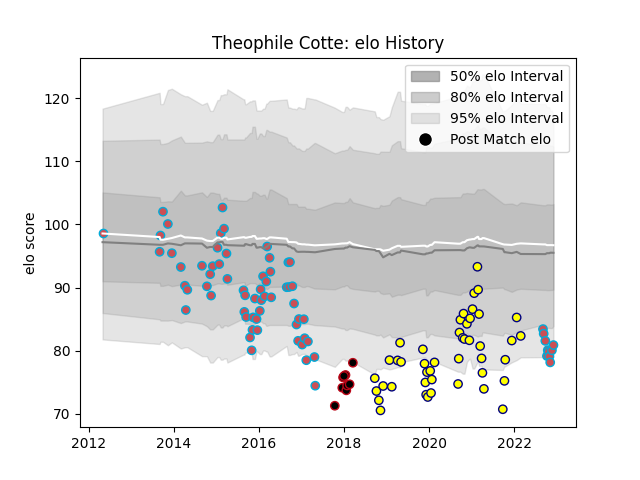 Theophile Cotte: elo History
50% elo Interval
80% elo Interval
95% elo Interval
Post Match elo
elo score
120
110
100
90
80
70
2012
2014
2016
2018
2020
2022